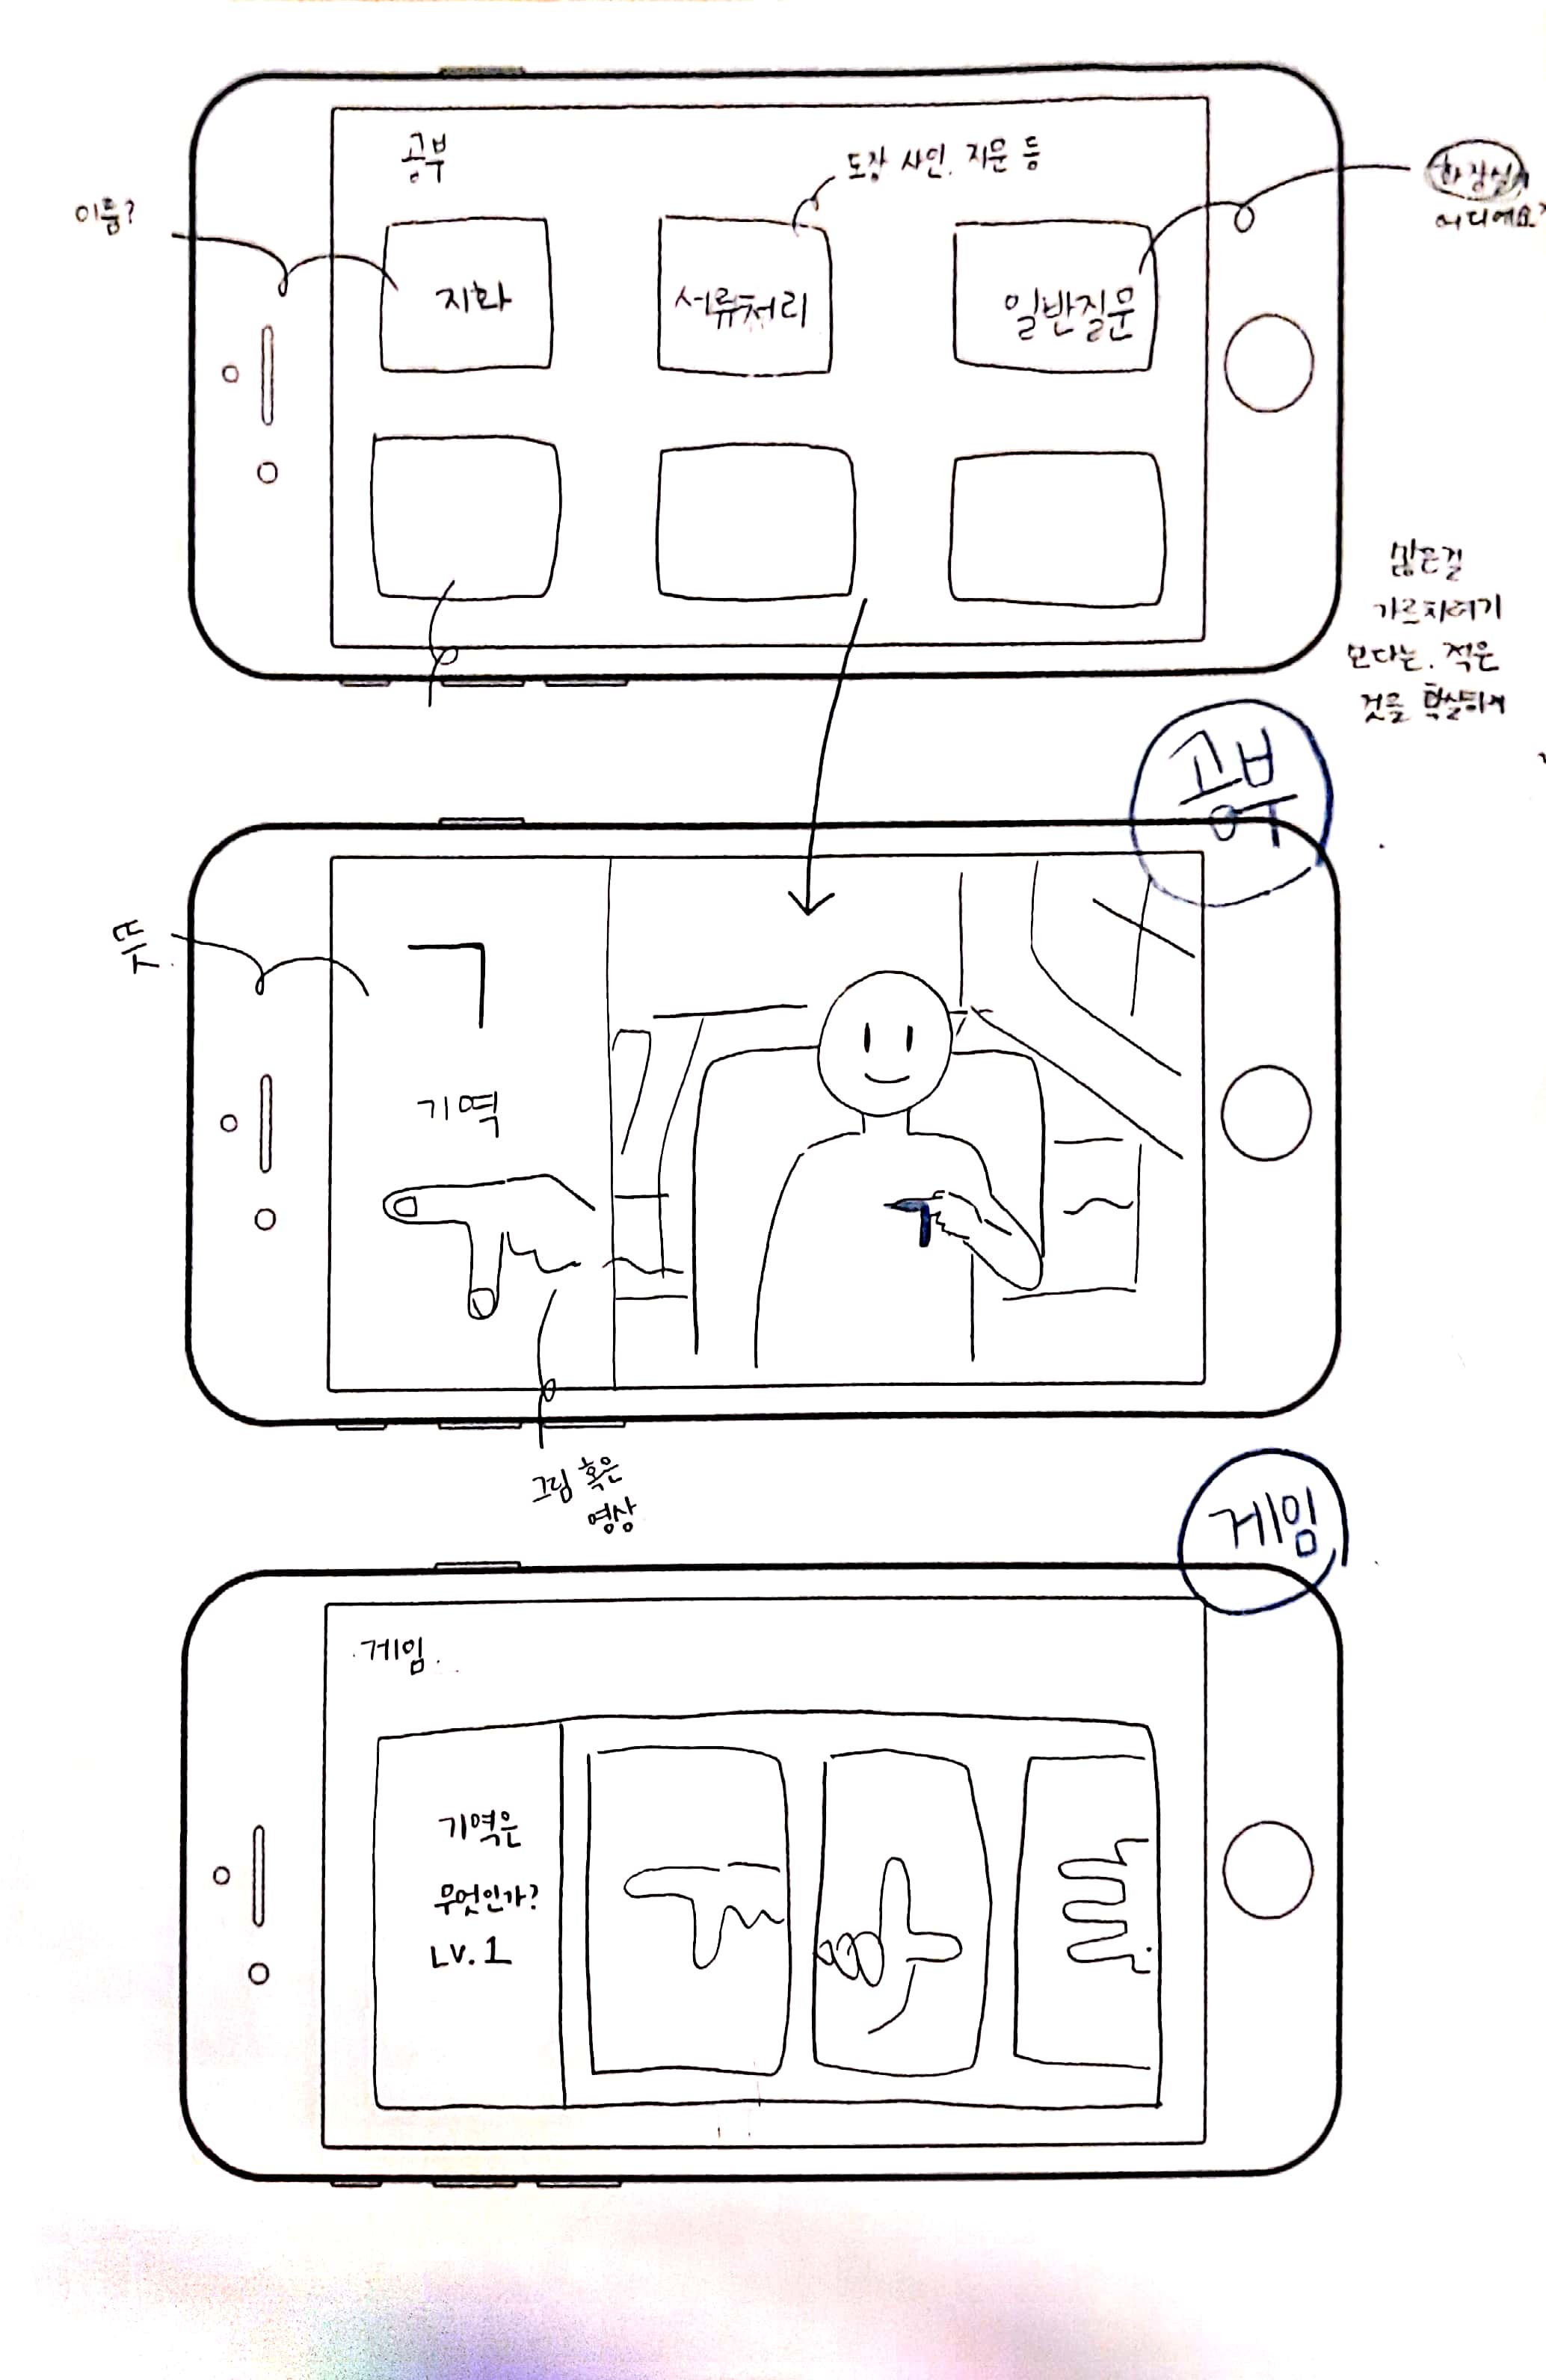 공부
도장 사인. 지문 등
화장실이
어디에요?
이름?
지화
서류처리
일반질문
많은걸
가르치려기
보다는. 적은
것을 확실하게
공부
뜻
ㄱ
기역
그림 혹은
영상
게임
게임
기역은
무엇인가?
LV. 1